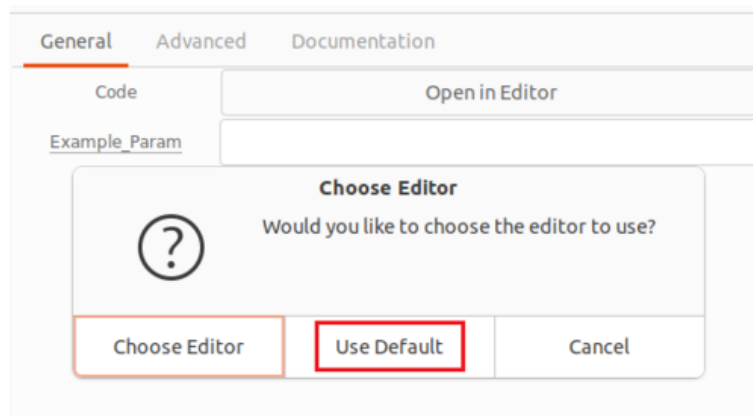 General Advanced Documentation
Code Open in Editor
Example_Param
Choose Editor
Would you like to choose the editor to use?
Choose Editor Use Default Cancel